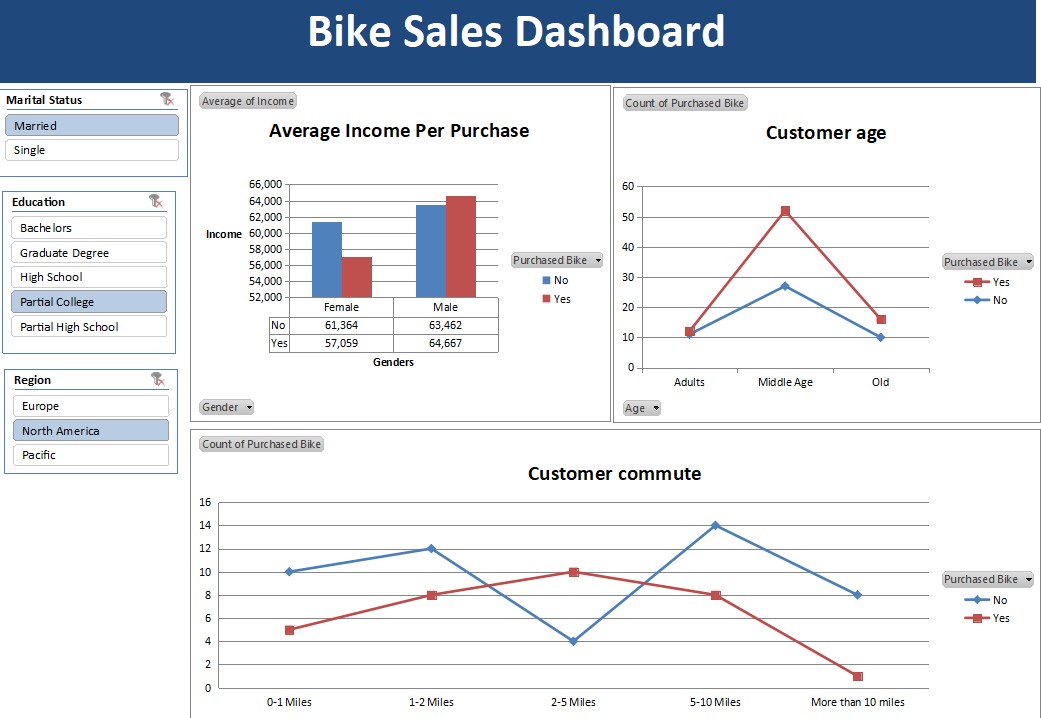 Bike Sales Dashboard
Marital Status
Married
Single
Education
Bachelors
Graduate Degree
High School
Partial College
Partial High School
Region
Europe
North America
Pacific
Average of Income
Average Income Per Purchase
66,000
64,000
62,000
60,000
58,000
56,000
54,000
52,000
Income
Female Male
No 61,364 63,462
Yes 57,059 64,667
Genders
Purchased Bike
No
Yes
Gender
Count of Purchased Bike
Customer age
60
50
40
30
20
10
0
Adults Middle Age Old
Purchased Bike
Yes
No
Age
Count of Purchased Bike
Customer commute
16
14
12
10
8
6
4
2
0
0-1 Miles 1-2 Miles 2-5 Miles 5-10 Miles More than 10 miles
Purchased Bike
No
Yes